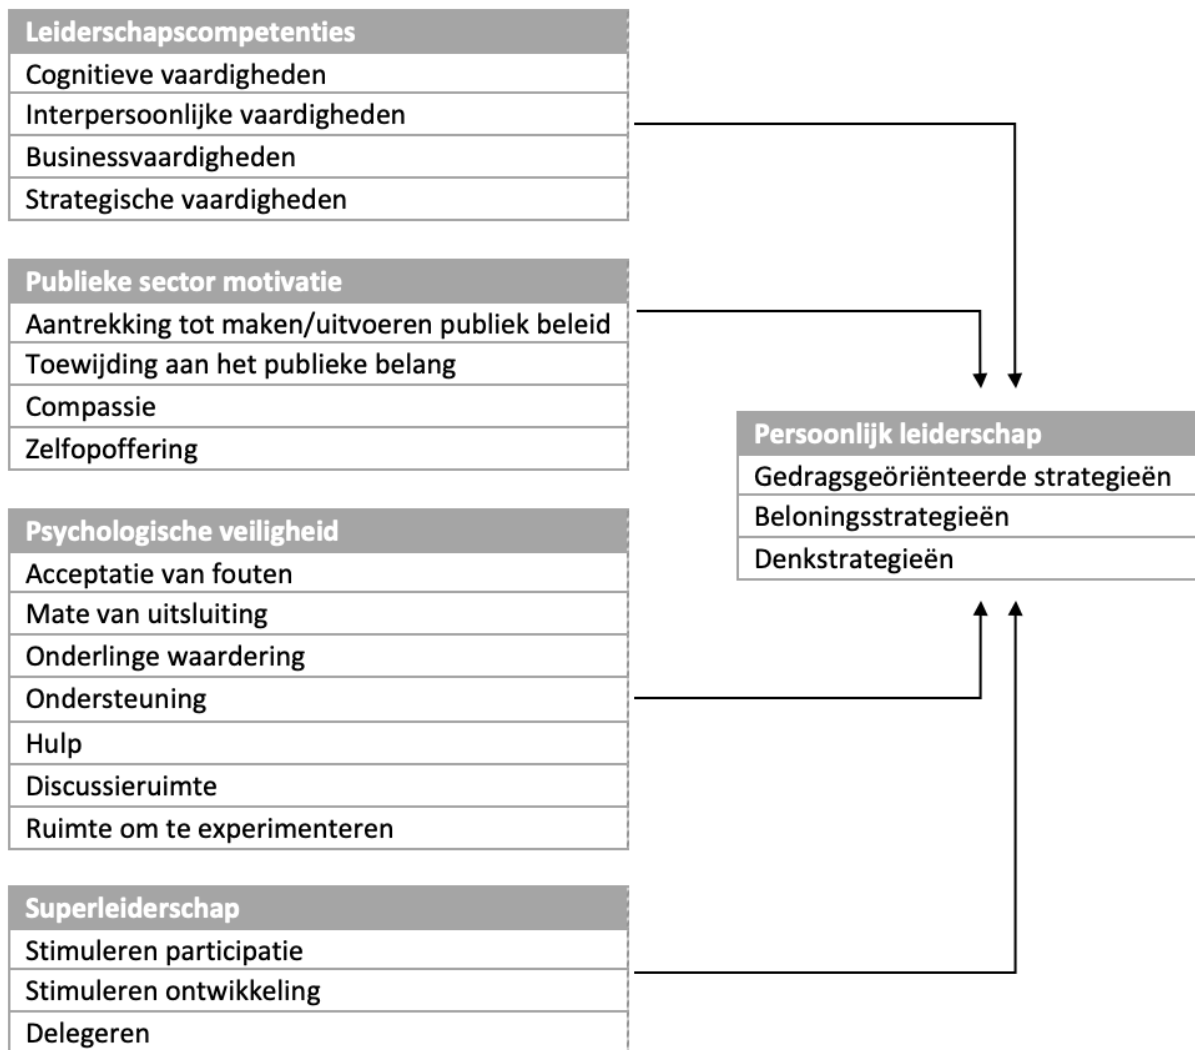 Leiderschapscompetenties
Cognitieve vaardigheden
Interpersoonlijke vaardigheden
Businessvaardigheden
Strategische vaardigheden
Publieke sector motivatie
Aantrekking tot maken/uitvoeren publiek beleid
Toewijding aan het publieke belang
Compassie
Zelfopoffering
Psychologische veiligheid
Acceptatie van fouten
Mate van uitsluiting
Onderlinge waardering
Ondersteuning
Hulp
Discussieruimte
Ruimte om te experimenteren
Superleiderschap
Stimuleren participatie
Stimuleren ontwikkeling
Delegeren
Persoonlijk leiderschap
Gedragsgeöriënteerde strategieën
Beloningsstrategieën
Denkstrategieën